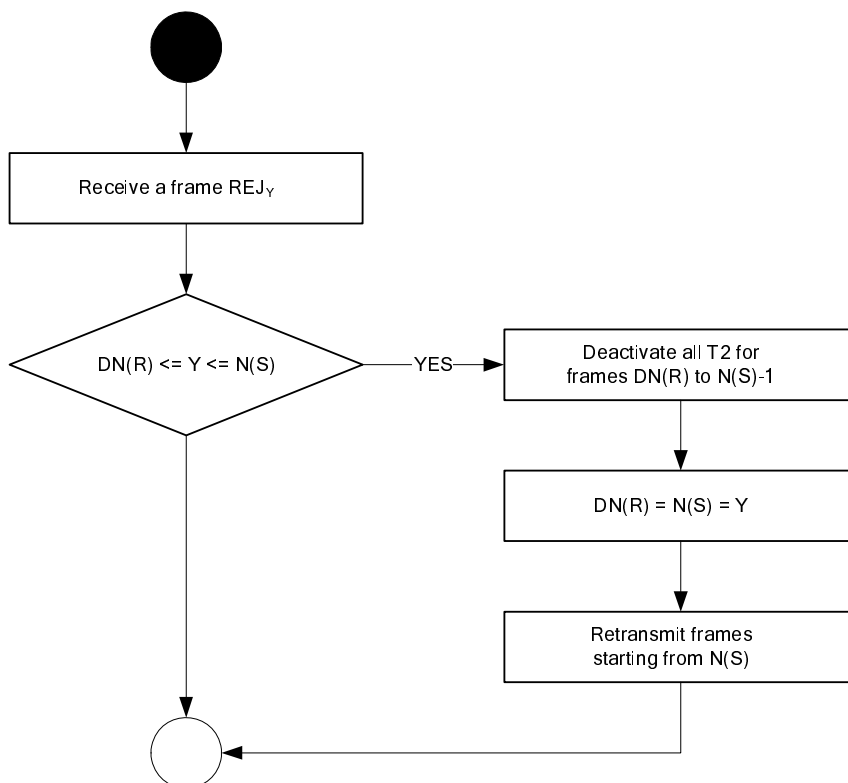 Receive a frame REJY
DN(R) <= Y <= N(S)
YES
Deactivate all T2 for
frames DN(R) to N(S)-1
DN(R) = N(S) = Y
Retransmit frames
starting from N(S)